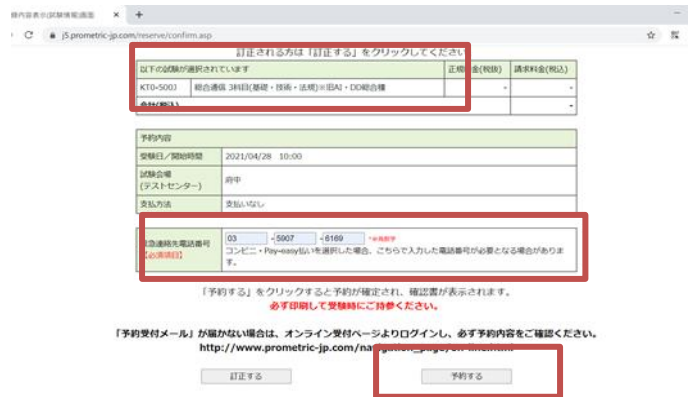 録内容表示(試験情報)画面
j5.prometric-jp.com/reserve/confirm.asp
訂正される方は「訂正する」をクリックしてください
以下の試験が選択されています 正規料金(税抜) 請求料金(税込)
KT0-500J 総合通信 3科目(基礎・技術・法規)※旧AI・DD総合種 - -
合計(税込) -
予約内容
受験日/開始時間 2021/04/28 10:00
試験会場
(テストセンター) 府中
支払方法 支払いなし
緊急連絡先電話番号 03 - 5907 - 6169 *半角数字
【必須項目】 コンビニ・Pay-easy払いを選択した場合、こちらで入力した電話番号が必要となる場合がありま
す。
「予約する」をクリックすると予約が確定され、確認書が表示されます。
必ず印刷して受験時にご持参ください。
「予約受付メール」が届かない場合は、オンライン受付ページよりログインし、必ず予約内容をご確認ください。
http://www.prometric-jp.com/navigation_page/on-line.html
訂正する 予約する